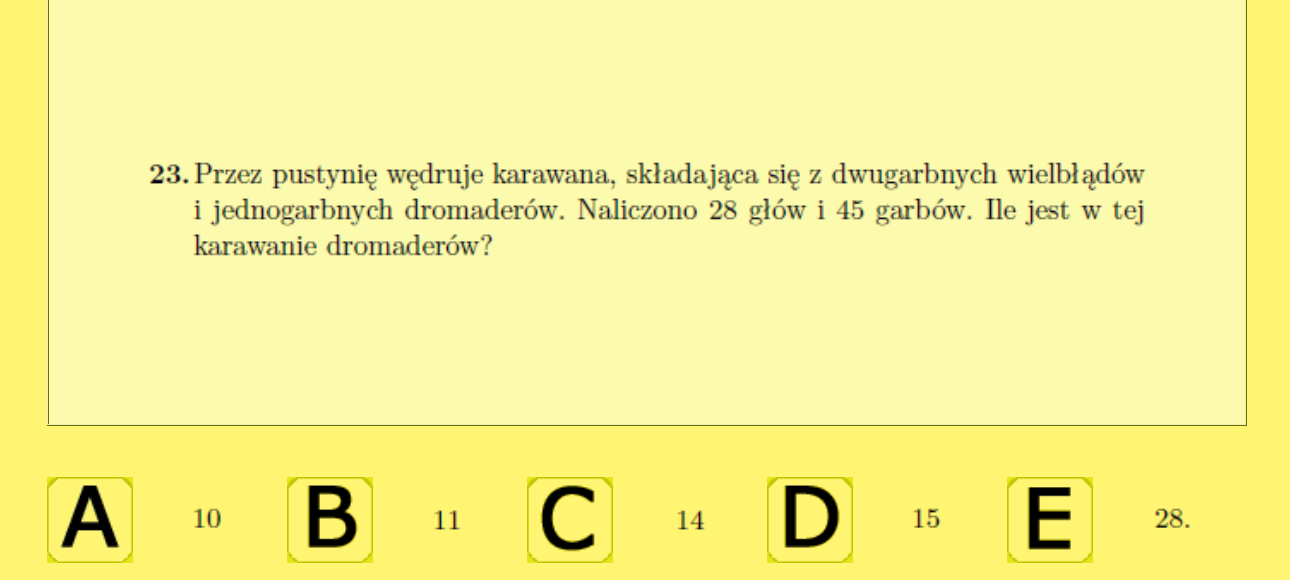 23. Przez pustynię wędruje karawana, składająca się z dwugarbnych wielbłądów
i jednogarbnych dromaderów. Naliczono 28 głów i 45 garbów. Ile jest w tej
karawanie dromaderów?
A 10 B 11 C 14 D 15 E 28.